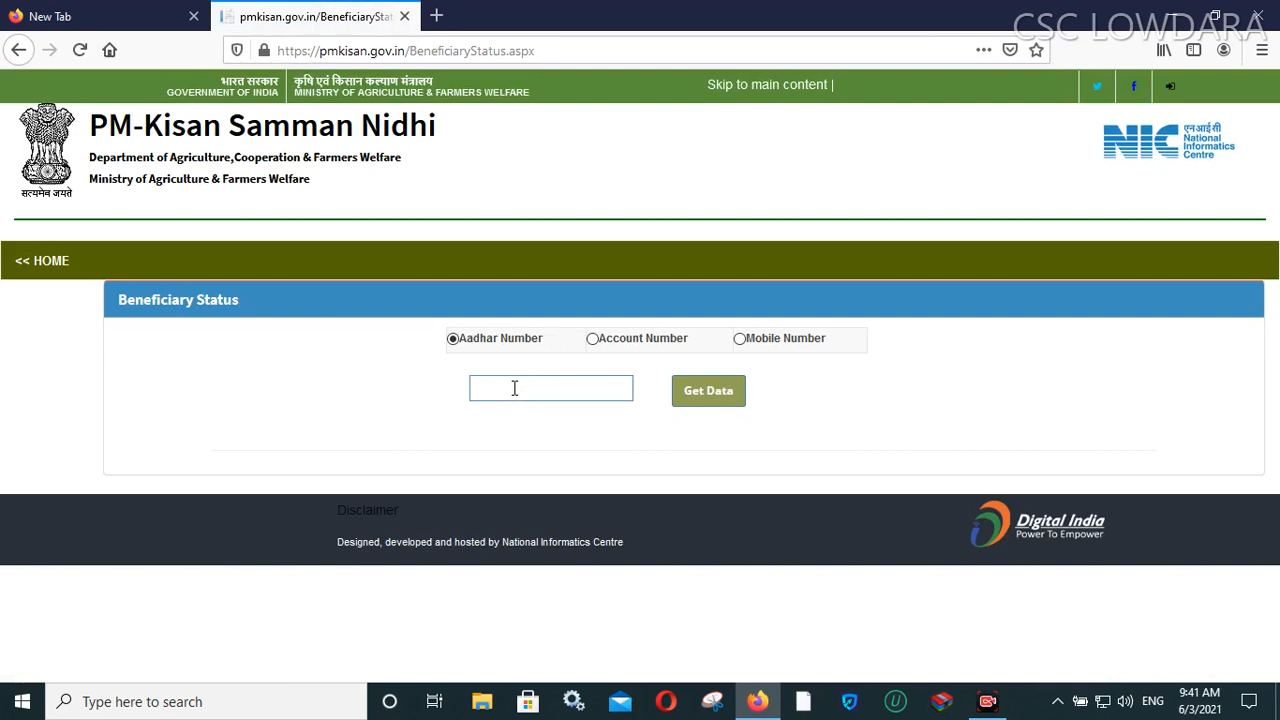 New Tab
pmkisan.gov.in/BeneficiaryStat
CSC LOWDARA
https://pmkisan.gov.in/BeneficiaryStatus.aspx
भारत सरकार
GOVERNMENT OF INDIA
कृषि एवं किसान कल्याण मंत्रालय
MINISTRY OF AGRICULTURE & FARMERS WELFARE
Skip to main content |
PM-Kisan Samman Nidhi
Department of Agriculture,Cooperation & Farmers Welfare
Ministry of Agriculture & Farmers Welfare
सत्यमेव जयते
NIC
एनआईसी
National
Informatics
Centre
<< HOME
Beneficiary Status
Aadhar Number
Account Number
Mobile Number
Get Data
Disclaimer
Designed, developed and hosted by National Informatics Centre
Digital India
Power To Empower
Type here to search
ENG
9:41 AM
6/3/2021